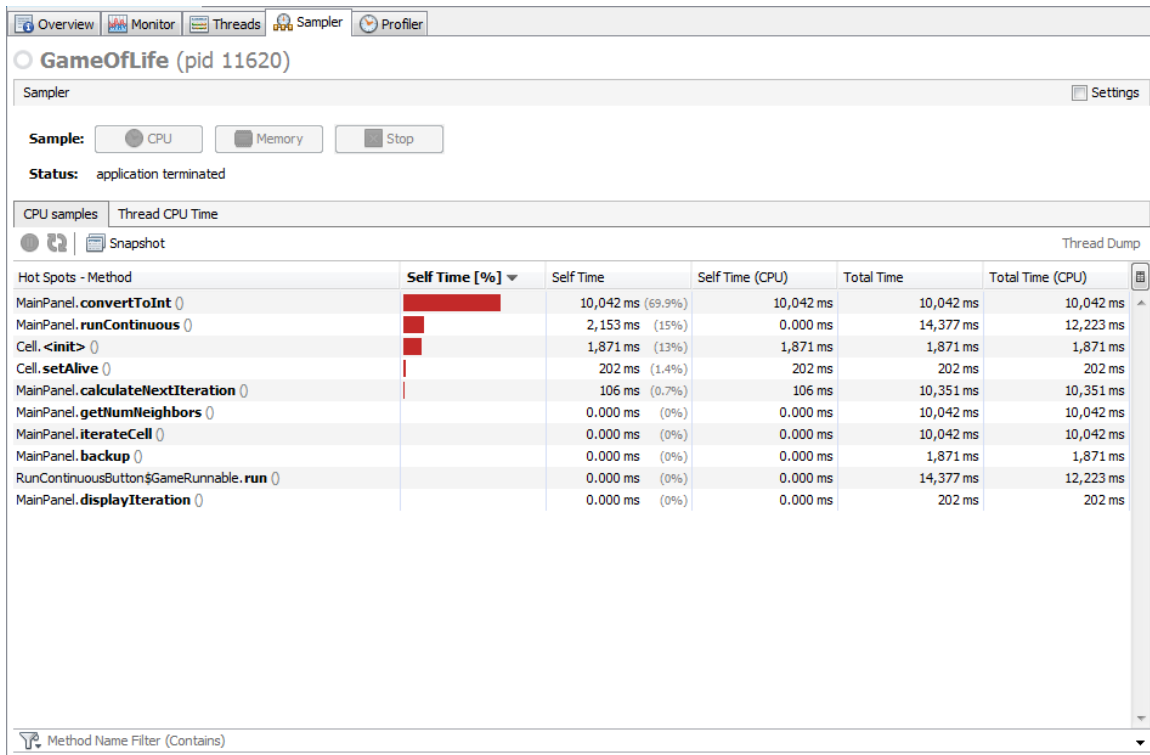 Overview Monitor Threads Sampler Profiler
GameOfLife (pid 11620)
Sampler Settings
Sample: CPU Memory Stop
Status: application terminated
CPU samples Thread CPU Time
Snapshot Thread Dump
Hot Spots - Method Self Time [%] Self Time Self Time (CPU) Total Time Total Time (CPU)
MainPanel.convertToInt () 10,042 ms (69.9%) 10,042 ms 10,042 ms 10,042 ms
MainPanel.runContinuous () 2,153 ms (15%) 0.000 ms 14,377 ms 12,223 ms
Cell.<init> () 1,871 ms (13%) 1,871 ms 1,871 ms 1,871 ms
Cell.setAlive () 202 ms (1.4%) 202 ms 202 ms 202 ms
MainPanel.calculateNextIteration () 106 ms (0.7%) 106 ms 10,351 ms 10,351 ms
MainPanel.getNumNeighbors () 0.000 ms (0%) 0.000 ms 10,042 ms 10,042 ms
MainPanel.iterateCell () 0.000 ms (0%) 0.000 ms 10,042 ms 10,042 ms
MainPanel.backup () 0.000 ms (0%) 0.000 ms 1,871 ms 1,871 ms
RunContinuousButton$GameRunnable.run () 0.000 ms (0%) 0.000 ms 14,377 ms 12,223 ms
MainPanel.displayIteration () 0.000 ms (0%) 0.000 ms 202 ms 202 ms
Method Name Filter (Contains)